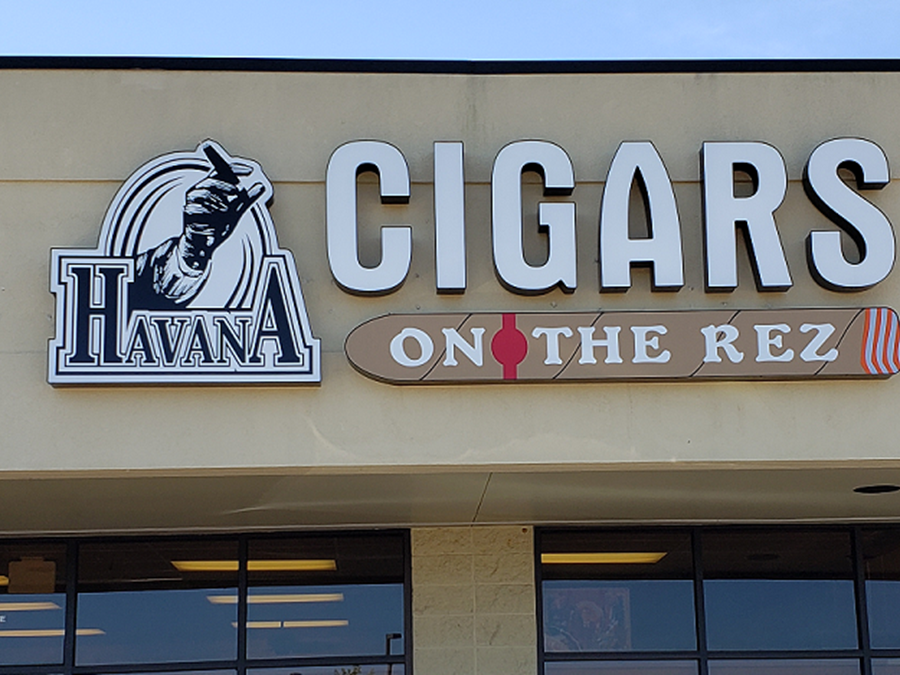 HAVANA
CIGARS
ON THE REZ